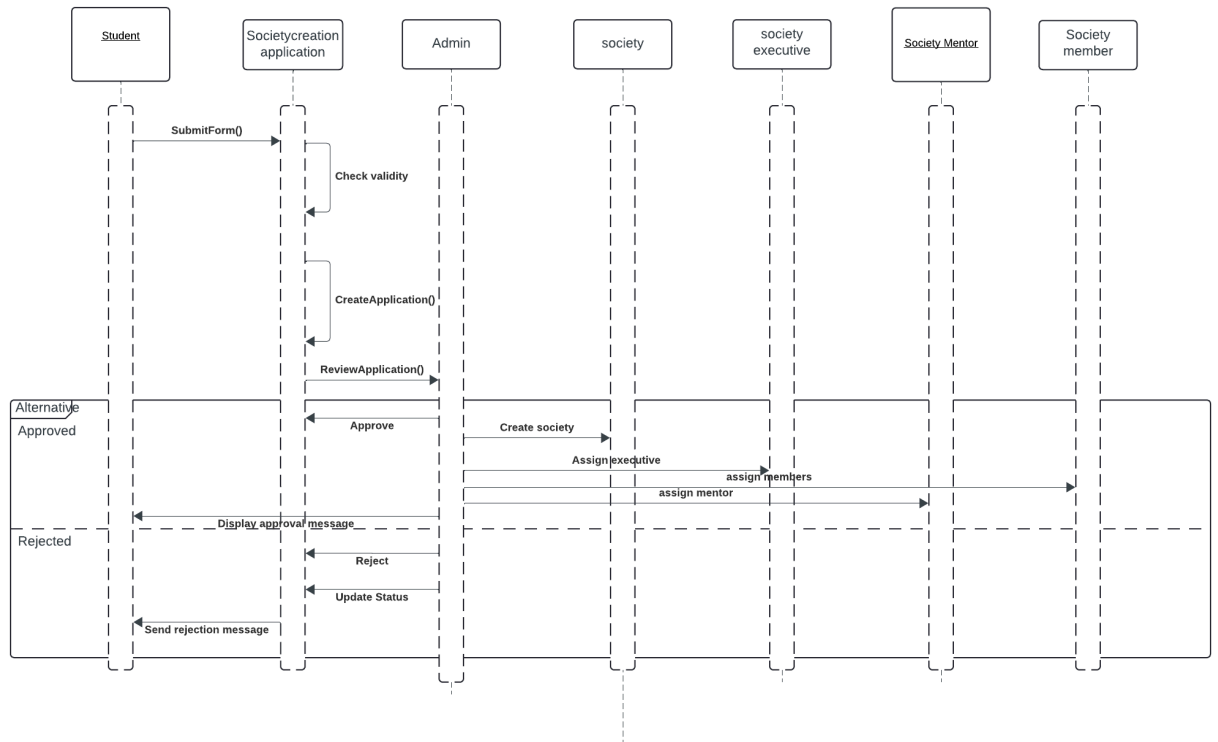 Student
Societycreation
application
Admin
society
society
executive
Society Mentor
Society
member
SubmitForm()
Check validity
CreateApplication()
ReviewApplication()
Alternative
Approved
Approve
Create society
Assign executive
assign members
assign mentor
Display approval message
Rejected
Reject
Update Status
Send rejection message